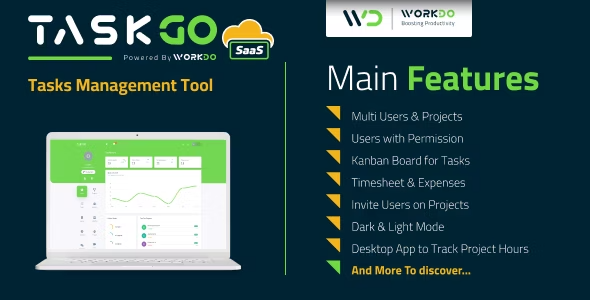 TASKGO
SaaS
Powered By WORKDO
Tasks Management Tool
WORKDO
Boosting Productivity
Main Features
Multi Users & Projects
Users with Permission
Kanban Board for Tasks
Timesheet & Expenses
Invite Users on Projects
Dark & Light Mode
Desktop App to Track Project Hours
And More To discover...